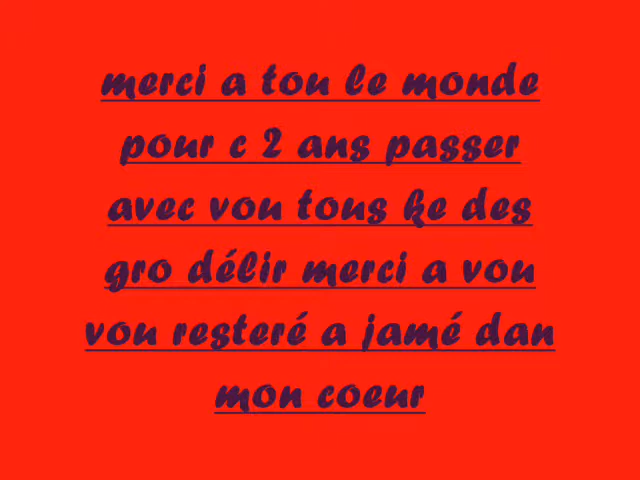 merci a tou le monde
pour c 2 ans passer
avec vou tous ke des
gro délir merci a vou
vou resteré a jamé dan
mon coeur